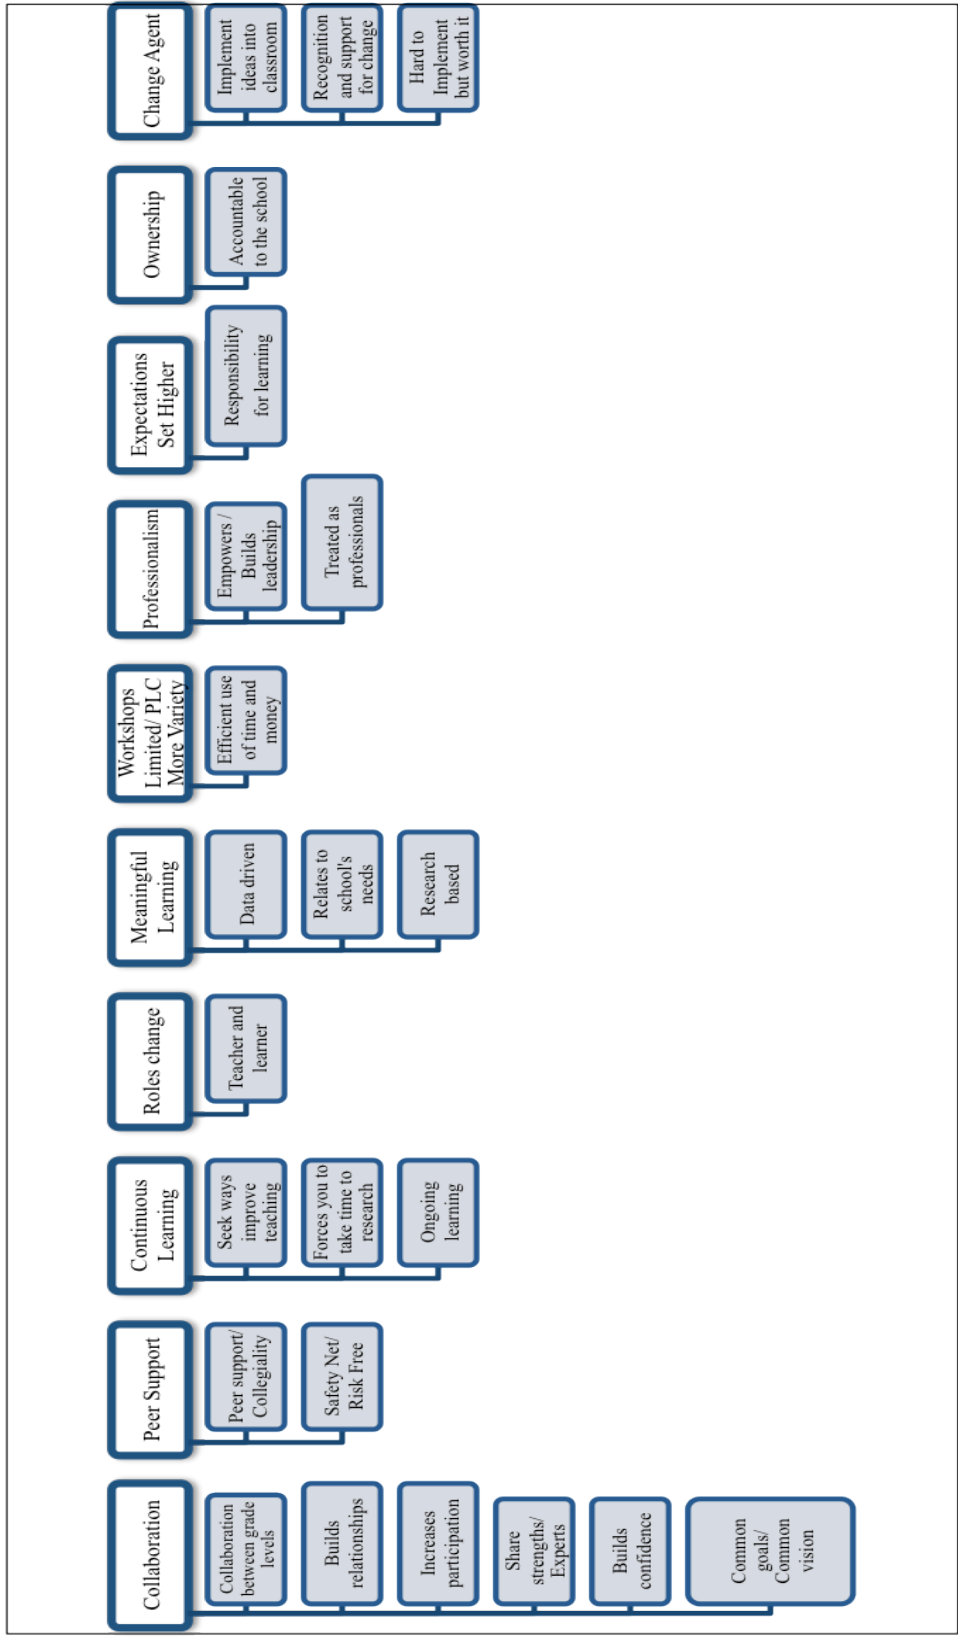 Collaboration
Collaboration
between grade
levels
Builds
relationships
Increases
participation
Share
strengths/
Experts
Builds
confidence
Common
goals/
Common
vision
Peer Support
Peer support/
Collegiality
Safety Net/
Risk Free
Continuous
Learning
Seek ways
improve
teaching
Forces you to
take time to
research
Ongoing
learning
Roles change
Teacher and
learner
Meaningful
Learning
Data driven
Relates to
school's
needs
Research
based
Workshops
Limited/ PLC
More Variety
Efficient use
of time and
money
Professionalism
Empowers /
Builds
leadership
Treated as
professionals
Expectations
Set Higher
Responsibility
for learning
Ownership
Accountable
to the school
Change Agent
Implement
ideas into
classroom
Recognition
and support
for change
Hard to
Implement
but worth it